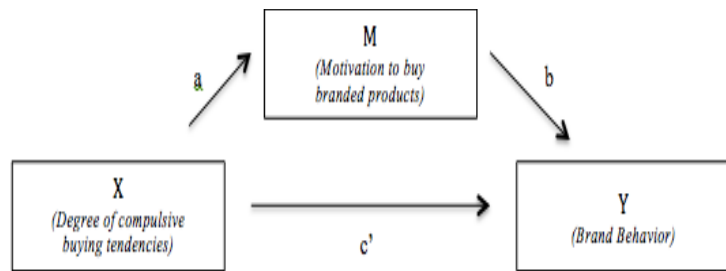 M
(Motivation to buy
branded products)
a
b
X
(Degree of compulsive
buying tendencies)
Y
(Brand Behavior)
c’